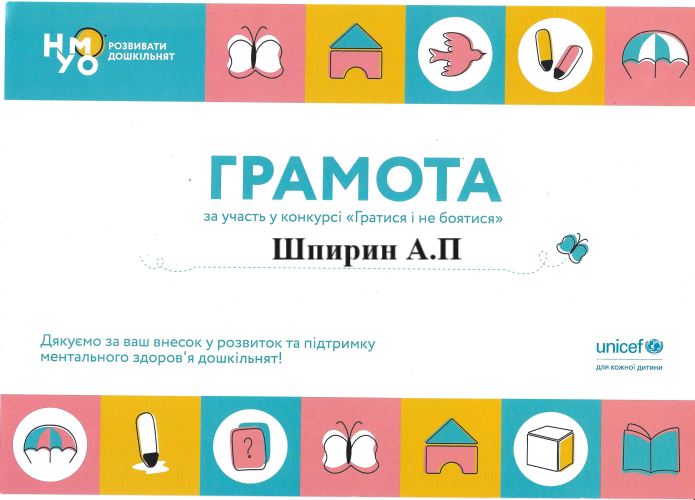 НМУО
РОЗВИВАТИ
ДОШКІЛЬНЯТ
ГРАМОТА
за участь у конкурсі «Гратися і не боятися»
Шпирин А.П
Дякуємо за ваш внесок у розвиток та підтримку
ментального здоров'я дошкільнят!
unicef
для кожної дитини
?